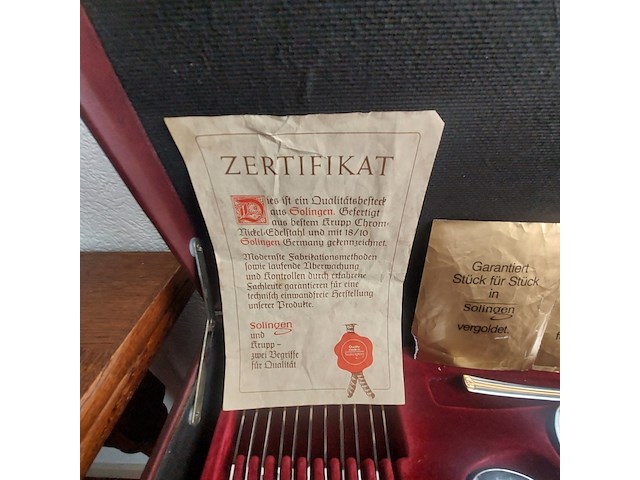 ZERTIFIKAT
Dies ist ein Qualitätsbesteck
aus Solingen. Gefertigt
aus bestem Krupp Chrom-
Nickel-Edelstahl und mit 18/10
Solingen Germany gekennzeichnet.
Modernste Fabrikationsmethoden
sowie laufende Überwachung
und Kontrollen durch erfahrene
Fachleute garantieren für eine
technisch einwandfreie Herstellung
unserer Produkte.
Solingen
und
Krupp -
zwei Begriffe
für Qualität
Solingen
Garantiert
Stück für Stück
in
Solingen
vergoldet.